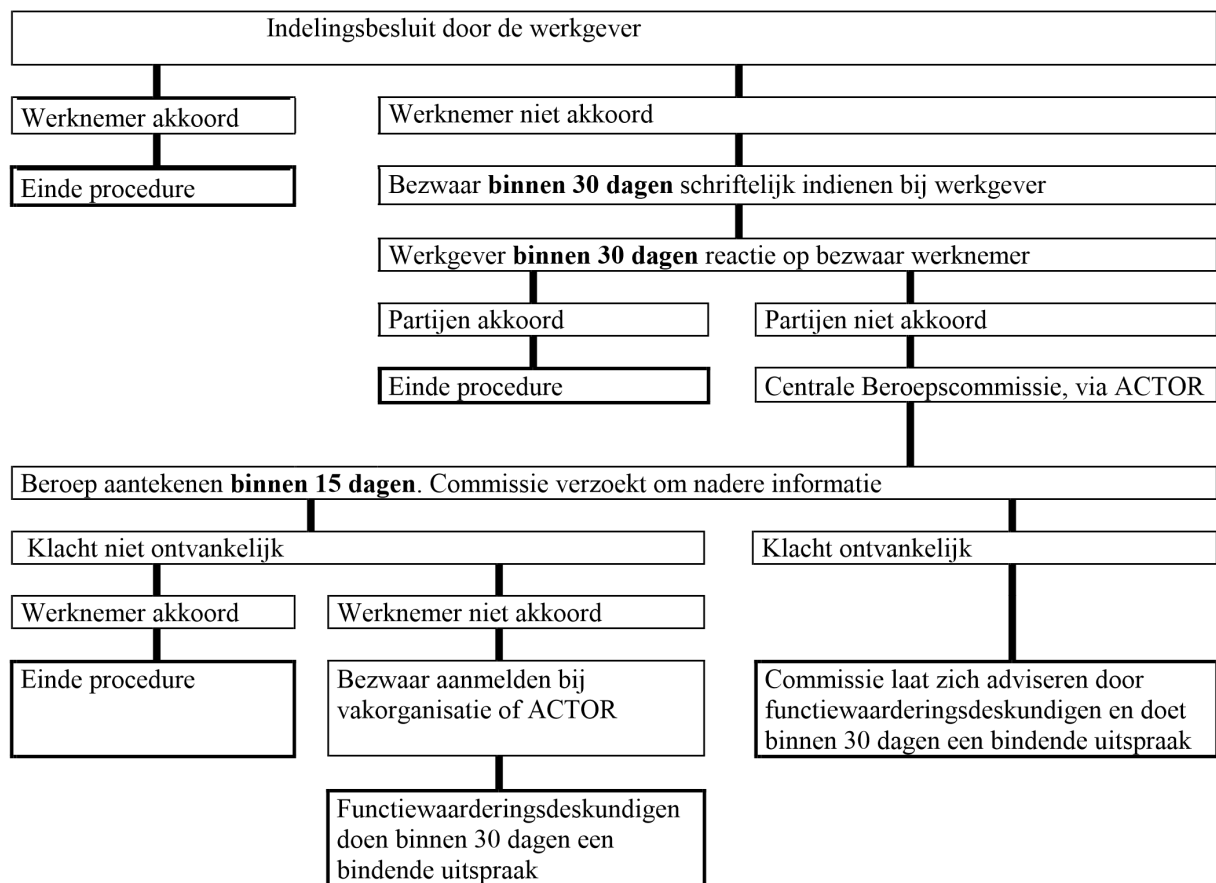 Indelingsbesluit door de werkgever
Werknemer akkoord
Werknemer niet akkoord
Einde procedure
Bezwaar binnen 30 dagen schriftelijk indienen bij werkgever
Werkgever binnen 30 dagen reactie op bezwaar werknemer
Partijen akkoord
Partijen niet akkoord
Einde procedure
Centrale Beroepscommissie, via ACTOR
Beroep aantekenen binnen 15 dagen. Commissie verzoekt om nadere informatie
Klacht niet ontvankelijk
Klacht ontvankelijk
Werknemer akkoord
Werknemer niet akkoord
Einde procedure
Bezwaar aanmelden bij
vakorganisatie of ACTOR
Commissie laat zich adviseren door
functiewaarderingsdeskundigen en doet
binnen 30 dagen een bindende uitspraak
Functiewaarderingsdeskundigen
doen binnen 30 dagen een
bindende uitspraak